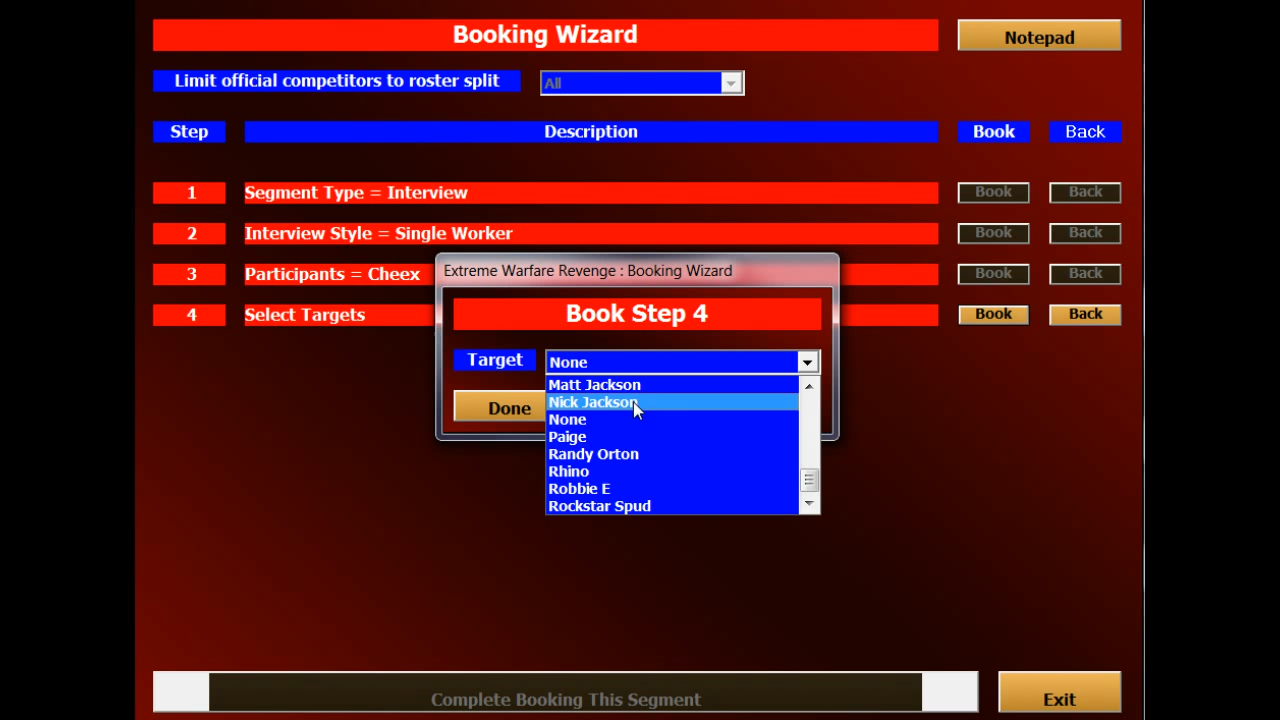 Booking Wizard
Notepad
Limit official competitors to roster split
All
Step
Description
Book
Back
1
Segment Type = Interview
Book
Back
2
Interview Style = Single Worker
Book
Back
3
Participants = Cheex
Book
Back
4
Select Targets
Book
Back
Extreme Warfare Revenge : Booking Wizard
Book Step 4
Target
None
Done
Matt Jackson
Nick Jackson
None
Paige
Randy Orton
Rhino
Robbie E
Rockstar Spud
Complete Booking This Segment
Exit